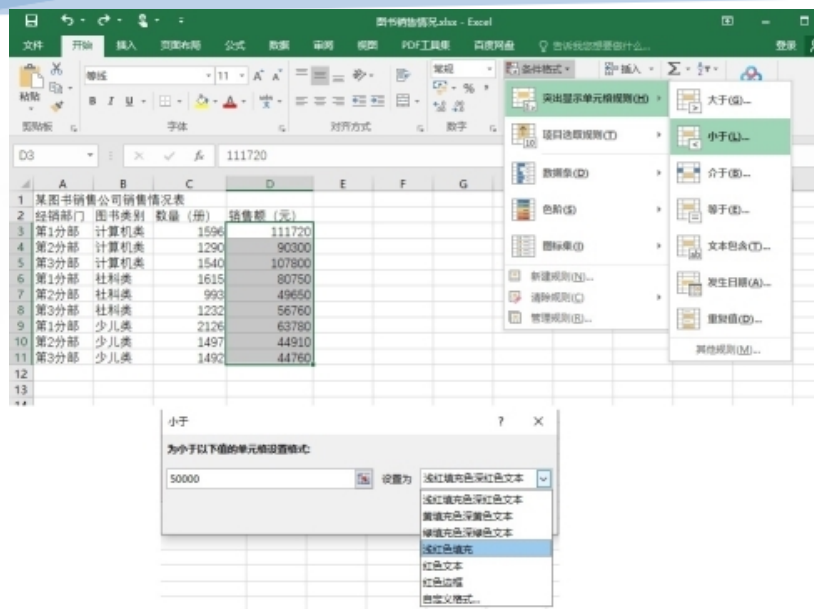 图书销售情况.xlsx - Excel
文件 开始 插入 页面布局 公式 数据 审阅 视图 PDF工具集 百度网盘 告诉我您想要做什么... 登录
粘贴 等线 11 A A 常规 条件格式 插入 Σ
B I U A %
剪贴板 字体 对齐方式 数字
突出显示单元格规则(H) 大于(G)...
项目选取规则(T) 小于(L)...
数据条(D) 介于(B)...
色阶(S) 等于(E)...
图标集(I) 文本包含(T)...
新建规则(N)... 发生日期(A)...
清除规则(C) 重复值(D)...
管理规则(R)... 其他规则(M)...
D3 fx 111720
A B C D E F G
1 某图书销售公司销售情况表
2 经销部门 图书类别 数量（册） 销售额（元）
3 第1分部 计算机类 1596 111720
4 第2分部 计算机类 1290 90300
5 第3分部 计算机类 1540 107800
6 第1分部 社科类 1615 80750
7 第2分部 社科类 993 49650
8 第3分部 社科类 1232 56760
9 第1分部 少儿类 2126 63780
10 第2分部 少儿类 1497 44910
11 第3分部 少儿类 1492 44760
12
13
14
小于 ? ×
为小于以下值的单元格设置格式:
50000 设置为 浅红填充色深红色文本
浅红填充色深红色文本
黄填充色深黄色文本
绿填充色深绿色文本
浅红色填充
红色文本
红色边框
自定义格式...